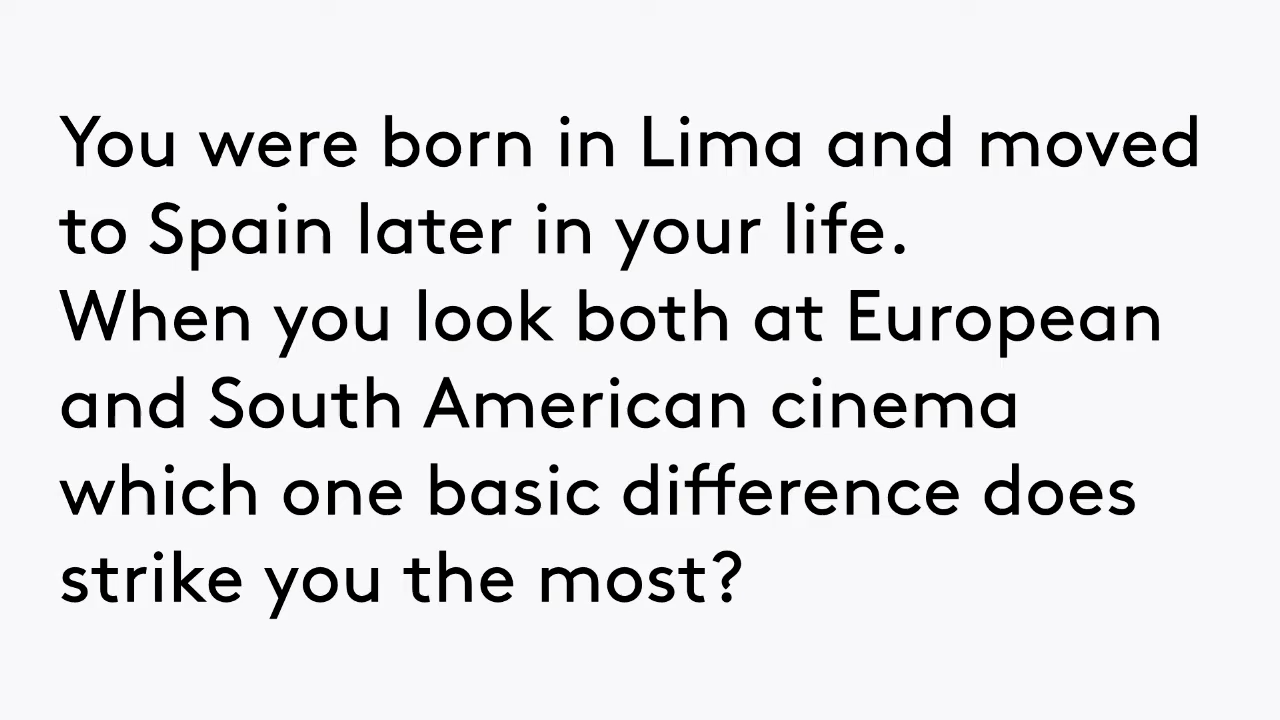 You were born in Lima and moved
to Spain later in your life.
When you look both at European
and South American cinema
which one basic difference does
strike you the most?